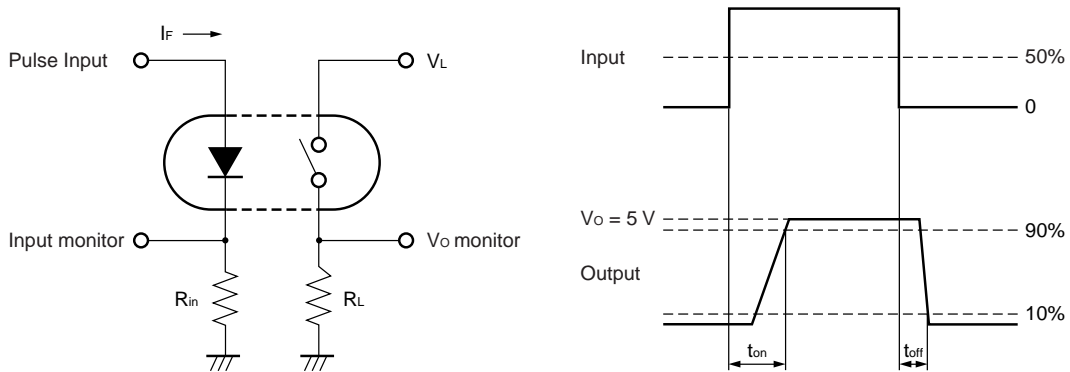 IF
Pulse Input
VL
Input monitor
VO monitor
Rin
RL
Input
50%
0
VO = 5 V
90%
Output
10%
ton
toff